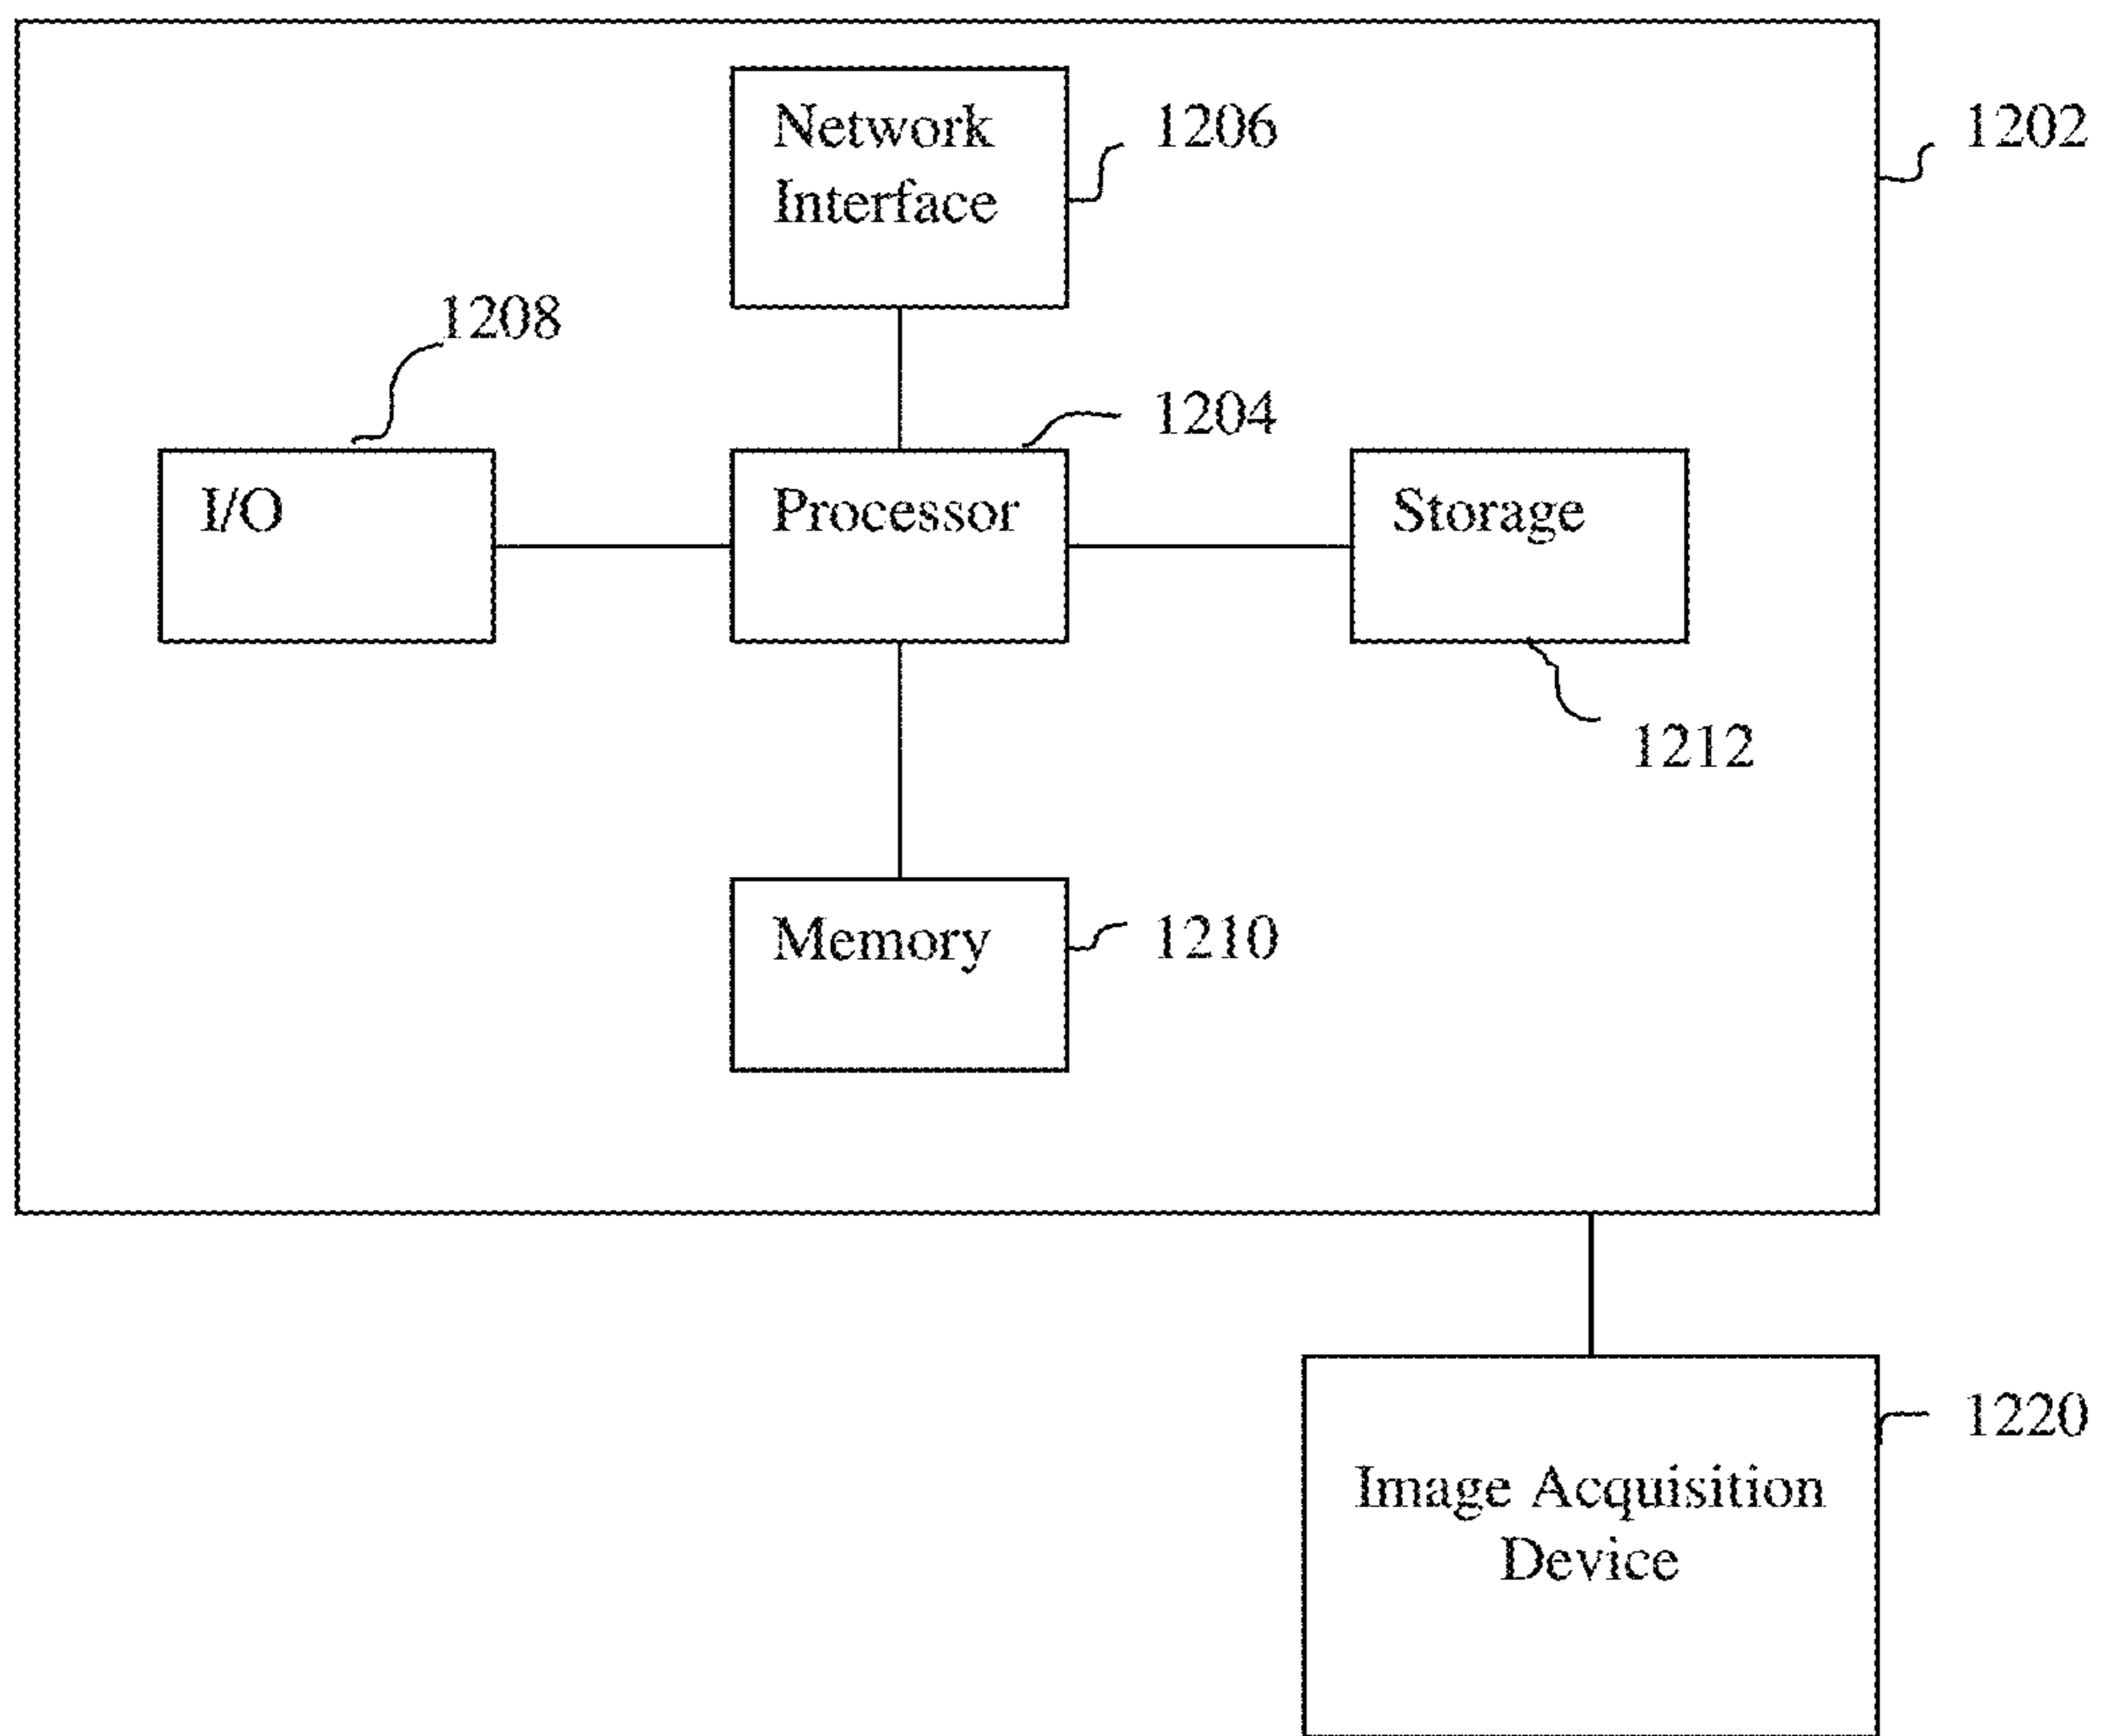 Network
Interface
1206
1202
1208
1204
I/O
Processor
Storage
1212
Memory
1210
1220
Image Acquisition
Device